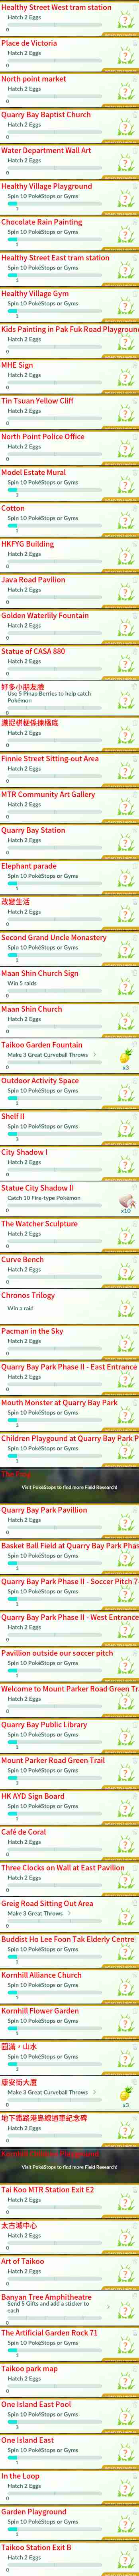 Healthy Street West tram station
Hatch 2 Eggs
0
Place de Victoria
Hatch 2 Eggs
0
North point market
Hatch 2 Eggs
0
Quarry Bay Baptist Church
Hatch 2 Eggs
0
Water Department Wall Art
Hatch 2 Eggs
0
Healthy Village Playground
Spin 10 PokéStops or Gyms
1
Chocolate Rain Painting
Spin 10 PokéStops or Gyms
1
Healthy Street East tram station
Spin 10 PokéStops or Gyms
1
Healthy Village Gym
Spin 10 PokéStops or Gyms
1
Kids Painting in Pak Fuk Road Playground
Hatch 2 Eggs
0
MHE Sign
Hatch 2 Eggs
0
Tin Tsuan Yellow Cliff
Hatch 2 Eggs
0
North Point Police Office
Hatch 2 Eggs
0
Model Estate Mural
Spin 10 PokéStops or Gyms
1
Cotton
Spin 10 PokéStops or Gyms
1
HKFYG Building
Hatch 2 Eggs
0
Java Road Pavilion
Hatch 2 Eggs
0
Golden Waterlily Fountain
Hatch 2 Eggs
0
Statue of CASA 880
Hatch 2 Eggs
0
好多小朋友臉
Use 5 Pinap Berries to help catch
Pokémon
0
識捉棋梗係揀橋底
Hatch 2 Eggs
0
Finnie Street Sitting-out Area
Hatch 2 Eggs
0
MTR Community Art Gallery
Hatch 2 Eggs
0
Quarry Bay Station
Hatch 2 Eggs
0
Elephant parade
Spin 10 PokéStops or Gyms
1
改變生活
Hatch 2 Eggs
0
Second Grand Uncle Monastery
Spin 10 PokéStops or Gyms
1
Maan Shin Church Sign
Win 5 raids
0
Maan Shin Church
Hatch 2 Eggs
0
Taikoo Garden Fountain
Make 3 Great Curveball Throws
0
x3
Outdoor Activity Space
Spin 10 PokéStops or Gyms
1
Shelf II
Spin 10 PokéStops or Gyms
1
City Shadow I
Hatch 2 Eggs
0
Statue City Shadow II
Catch 10 Fire-type Pokémon
0
x10
The Watcher Sculpture
Hatch 2 Eggs
0
Curve Bench
Hatch 2 Eggs
0
Chronos Trilogy
Win a raid
Pacman in the Sky
Hatch 2 Eggs
0
Quarry Bay Park Phase II - East Entrance
Hatch 2 Eggs
0
Mouth Monster at Quarry Bay Park
Spin 10 PokéStops or Gyms
1
Children Playground at Quarry Bay Park P
Spin 10 PokéStops or Gyms
1
Visit PokéStops to find more Field Research!
Quarry Bay Park Pavillion
Hatch 2 Eggs
0
Basket Ball Field at Quarry Bay Park Phas
Spin 10 PokéStops or Gyms
1
Quarry Bay Park Phase II - Soccer Pitch 7
Spin 10 PokéStops or Gyms
1
Quarry Bay Park Phase II - West Entrance
Hatch 2 Eggs
0
Pavillion outside our soccer pitch
Spin 10 PokéStops or Gyms
1
Welcome to Mount Parker Road Green Tr
Hatch 2 Eggs
0
Quarry Bay Public Library
Spin 10 PokéStops or Gyms
1
Mount Parker Road Green Trail
Spin 10 PokéStops or Gyms
1
HK AYD Sign Board
Spin 10 PokéStops or Gyms
1
Café de Coral
Hatch 2 Eggs
0
Three Clocks on Wall at East Pavilion
Hatch 2 Eggs
0
Greig Road Sitting Out Area
Make 3 Great Throws
0
Buddist Ho Lee Foon Tak Elderly Centre
Spin 10 PokéStops or Gyms
1
Kornhill Alliance Church
Spin 10 PokéStops or Gyms
1
Kornhill Flower Garden
Spin 10 PokéStops or Gyms
1
圓滿，山水
Spin 10 PokéStops or Gyms
1
康安街大廈
Make 3 Great Curveball Throws
0
x3
地下鐵路港島線通車紀念碑
Hatch 2 Eggs
0
Visit PokéStops to find more Field Research!
Tai Koo MTR Station Exit E2
Hatch 2 Eggs
0
太古城中心
Hatch 2 Eggs
0
Art of Taikoo
Hatch 2 Eggs
0
Banyan Tree Amphitheatre
Send 5 Gifts and add a sticker to
each
0
The Artificial Garden Rock 71
Spin 10 PokéStops or Gyms
1
Taikoo park map
Hatch 2 Eggs
0
One Island East Pool
Spin 10 PokéStops or Gyms
1
One Island East
Spin 10 PokéStops or Gyms
1
In the Loop
Hatch 2 Eggs
0
Garden Playground
Spin 10 PokéStops or Gyms
1
Taikoo Station Exit B
Hatch 2 Eggs
0